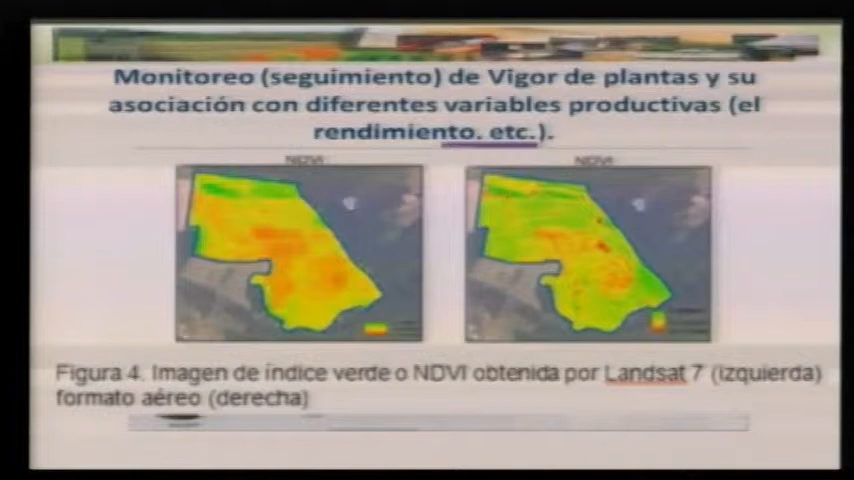 Monitoreo (seguimiento) de Vigor de plantas y su
asociación con diferentes variables productivas (el
rendimiento. etc.).
NDVI
NDVI
Figura 4. Imagen de índice verde o NDVI obtenida por Landsat 7 (izquierda)
formato aéreo (derecha)